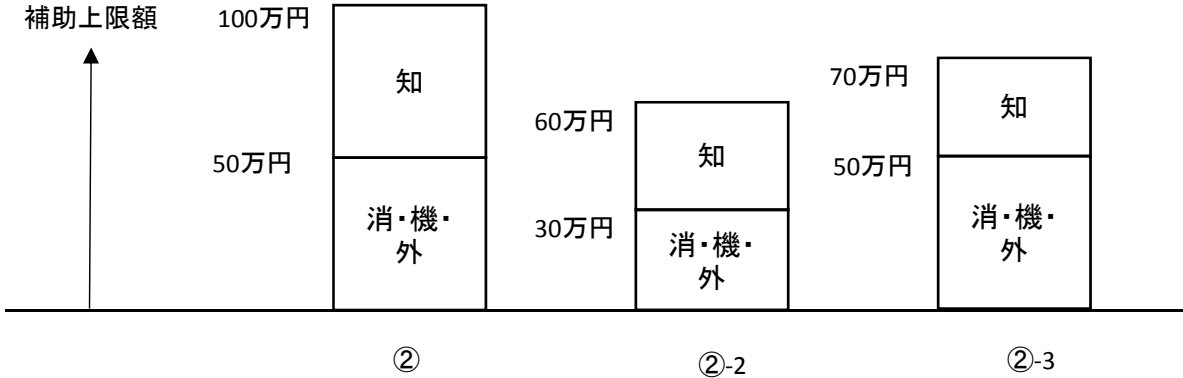 補助上限額
100万円
知
50万円
消・機・
外
60万円
知
30万円
消・機・
外
70万円
知
50万円
消・機・
外
②
②-2
②-3